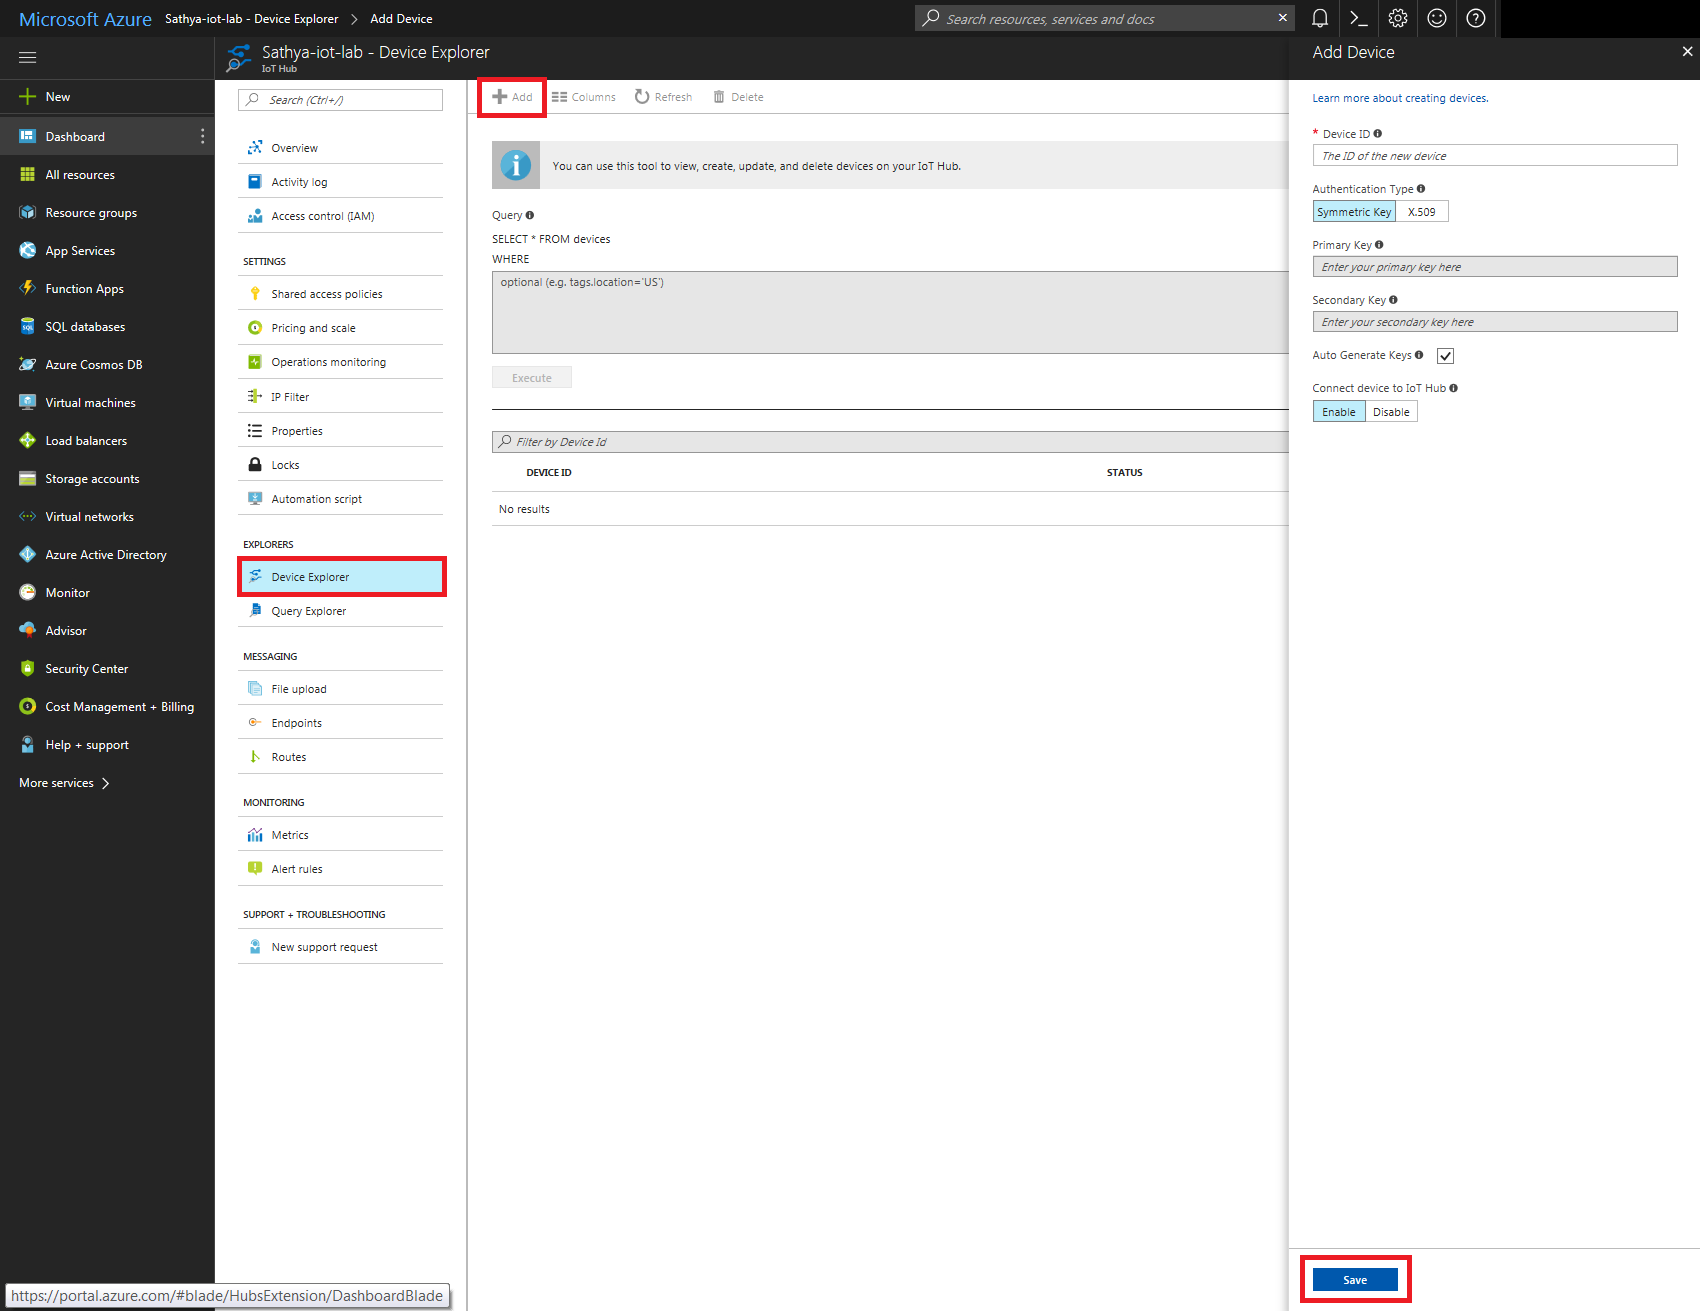 Microsoft Azure Sathya-iot-lab - Device Explorer > Add Device
Search resources, services and docs
Sathya-iot-lab - Device Explorer
IoT Hub
New
Dashboard
All resources
Resource groups
App Services
Function Apps
SQL databases
Azure Cosmos DB
Virtual machines
Load balancers
Storage accounts
Virtual networks
Azure Active Directory
Monitor
Advisor
Security Center
Cost Management + Billing
Help + support
More services >
https://portal.azure.com/#blade/HubsExtension/DashboardBlade
Search (Ctrl+/)
Overview
Activity log
Access control (IAM)
SETTINGS
Shared access policies
Pricing and scale
Operations monitoring
IP Filter
Properties
Locks
Automation script
EXPLORERS
Device Explorer
Query Explorer
MESSAGING
File upload
Endpoints
Routes
MONITORING
Metrics
Alert rules
SUPPORT + TROUBLESHOOTING
New support request
Add Columns Refresh Delete
You can use this tool to view, create, update, and delete devices on your IoT Hub.
Query
SELECT * FROM devices
WHERE
optional (e.g. tags.location='US')
Execute
Filter by Device Id
DEVICE ID STATUS
No results
Add Device
Learn more about creating devices.
* Device ID
The ID of the new device
Authentication Type
Symmetric Key X.509
Primary Key
Enter your primary key here
Secondary Key
Enter your secondary key here
Auto Generate Keys
Connect device to IoT Hub
Enable Disable
Save